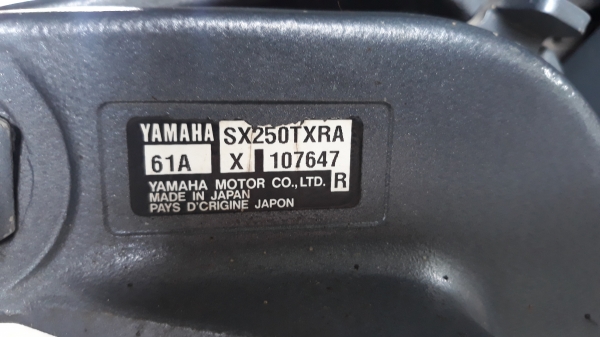 YAMAHA SX250TXRA
61A X 107647
YAMAHA MOTOR CO., LTD. R
MADE IN JAPAN
PAYS D'CRIGINE JAPON